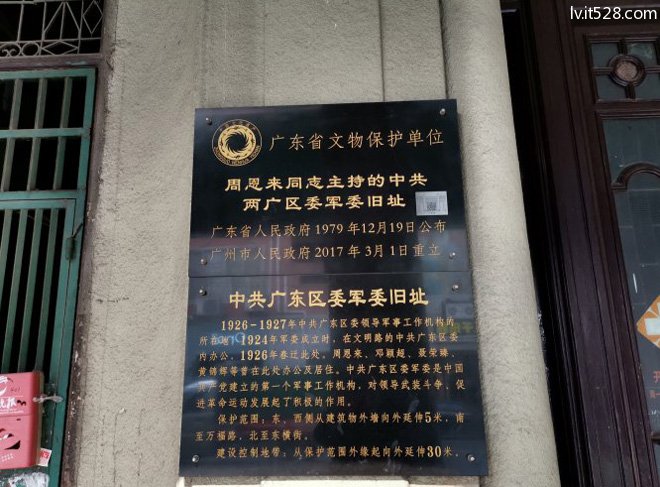 lv.it528.com
广东省文物保护单位
周恩来同志主持的中共
两广区委军委旧址
广东省人民政府1979年12月19日公布
广州市人民政府2017年3月1日重立
中共广东区委军委旧址
1926-1927年中共广东区委领导军事工作机构的
所在地。1924年军委成立时，在文明路的中共广东区委
内办公，1926年春迁此处。周恩来、邓颖超、聂荣臻、
黄锦辉等曾在此处办公及居住。中共广东区委军委是中国
共产党建立的第一个军事工作机构，对领导武装斗争、促
进革命运动发展起了积极的作用。
保护范围：东、西侧从建筑物外墙向外延伸5米，南
至万福路，北至东横街。
建设控制地带：从保护范围外缘起向外延伸30米。